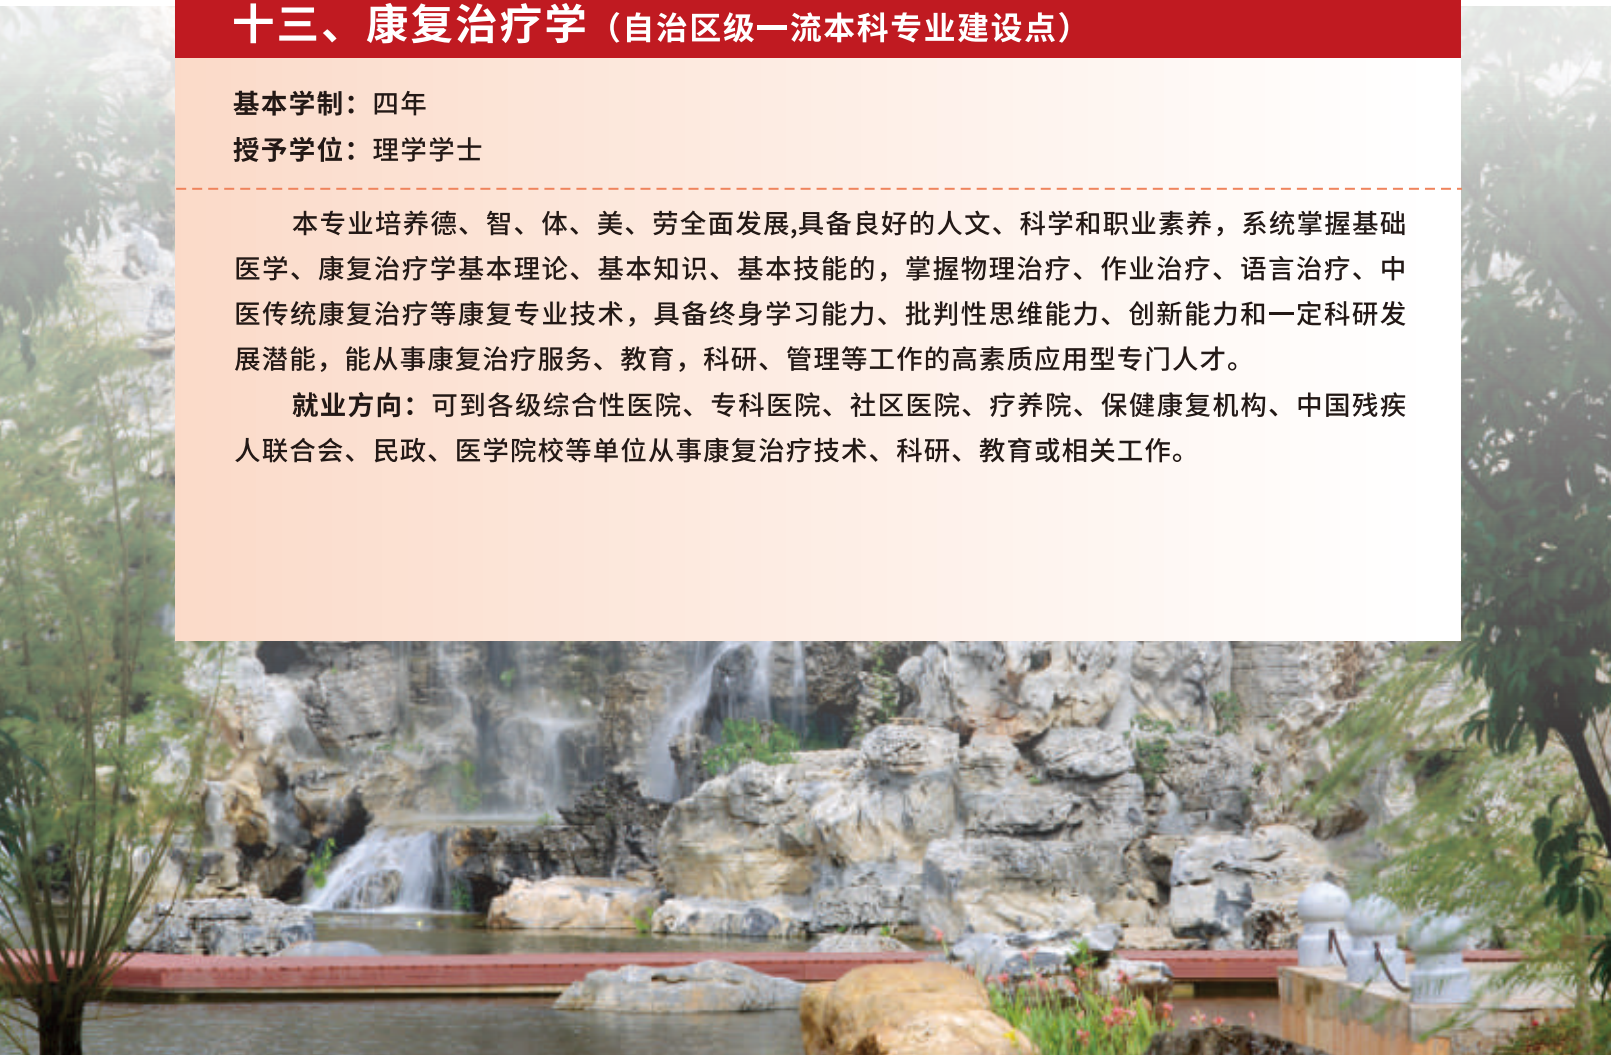 十三、康复治疗学（自治区级一流本科专业建设点）
基本学制：四年
授予学位：理学学士
本专业培养德、智、体、美、劳全面发展,具备良好的人文、科学和职业素养，系统掌握基础
医学、康复治疗学基本理论、基本知识、基本技能的，掌握物理治疗、作业治疗、语言治疗、中
医传统康复治疗等康复专业技术，具备终身学习能力、批判性思维能力、创新能力和一定科研发
展潜能，能从事康复治疗服务、教育，科研、管理等工作的高素质应用型专门人才。
就业方向：可到各级综合性医院、专科医院、社区医院、疗养院、保健康复机构、中国残疾
人联合会、民政、医学院校等单位从事康复治疗技术、科研、教育或相关工作。